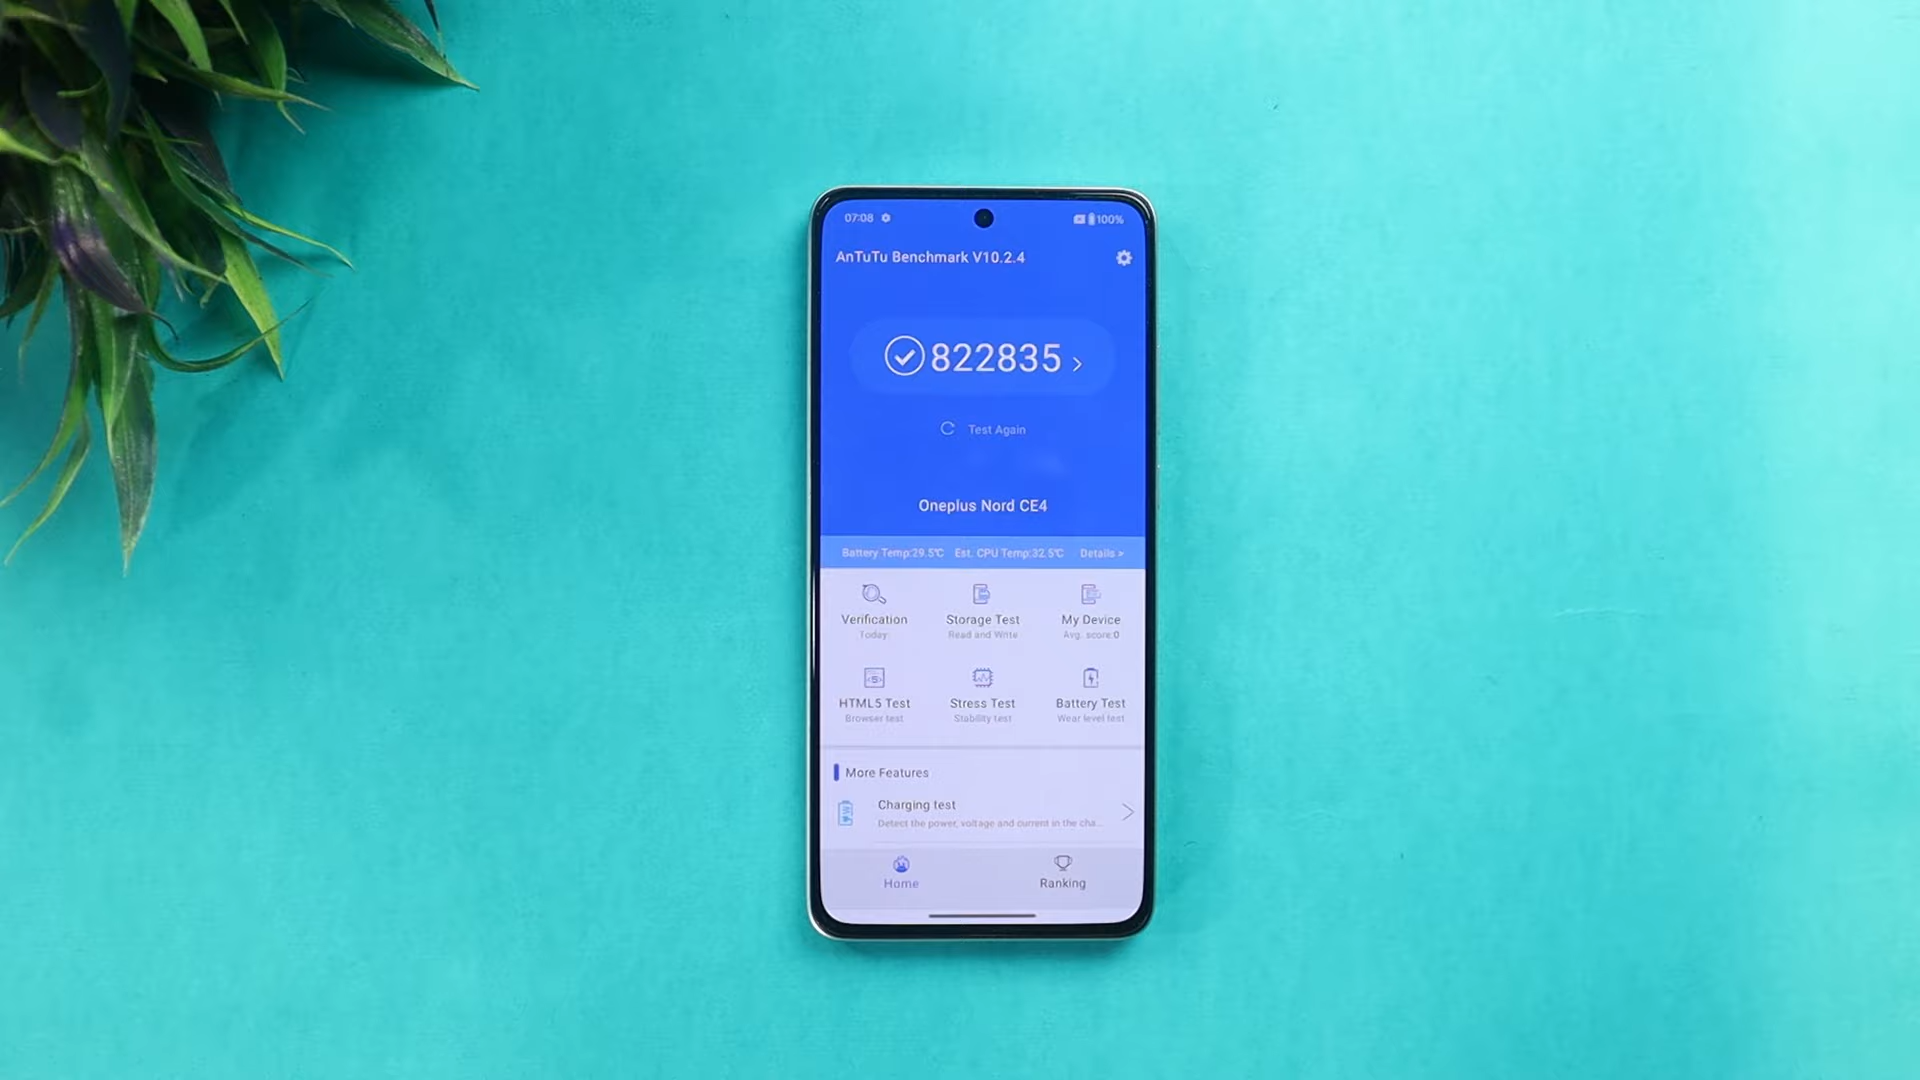 07:08 100%
AnTuTu Benchmark V10.2.4
822835 >
Test Again
Oneplus Nord CE4
Battery Temp:29.5℃ Est. CPU Temp:32.5℃ Details >
Verification Storage Test My Device
Today: Read and Write Avg. score:0
HTML5 Test Stress Test Battery Test
Browser test Stability test Wear level test
More Features
Charging test
Detect the power, voltage and current in the cha...
Home Ranking